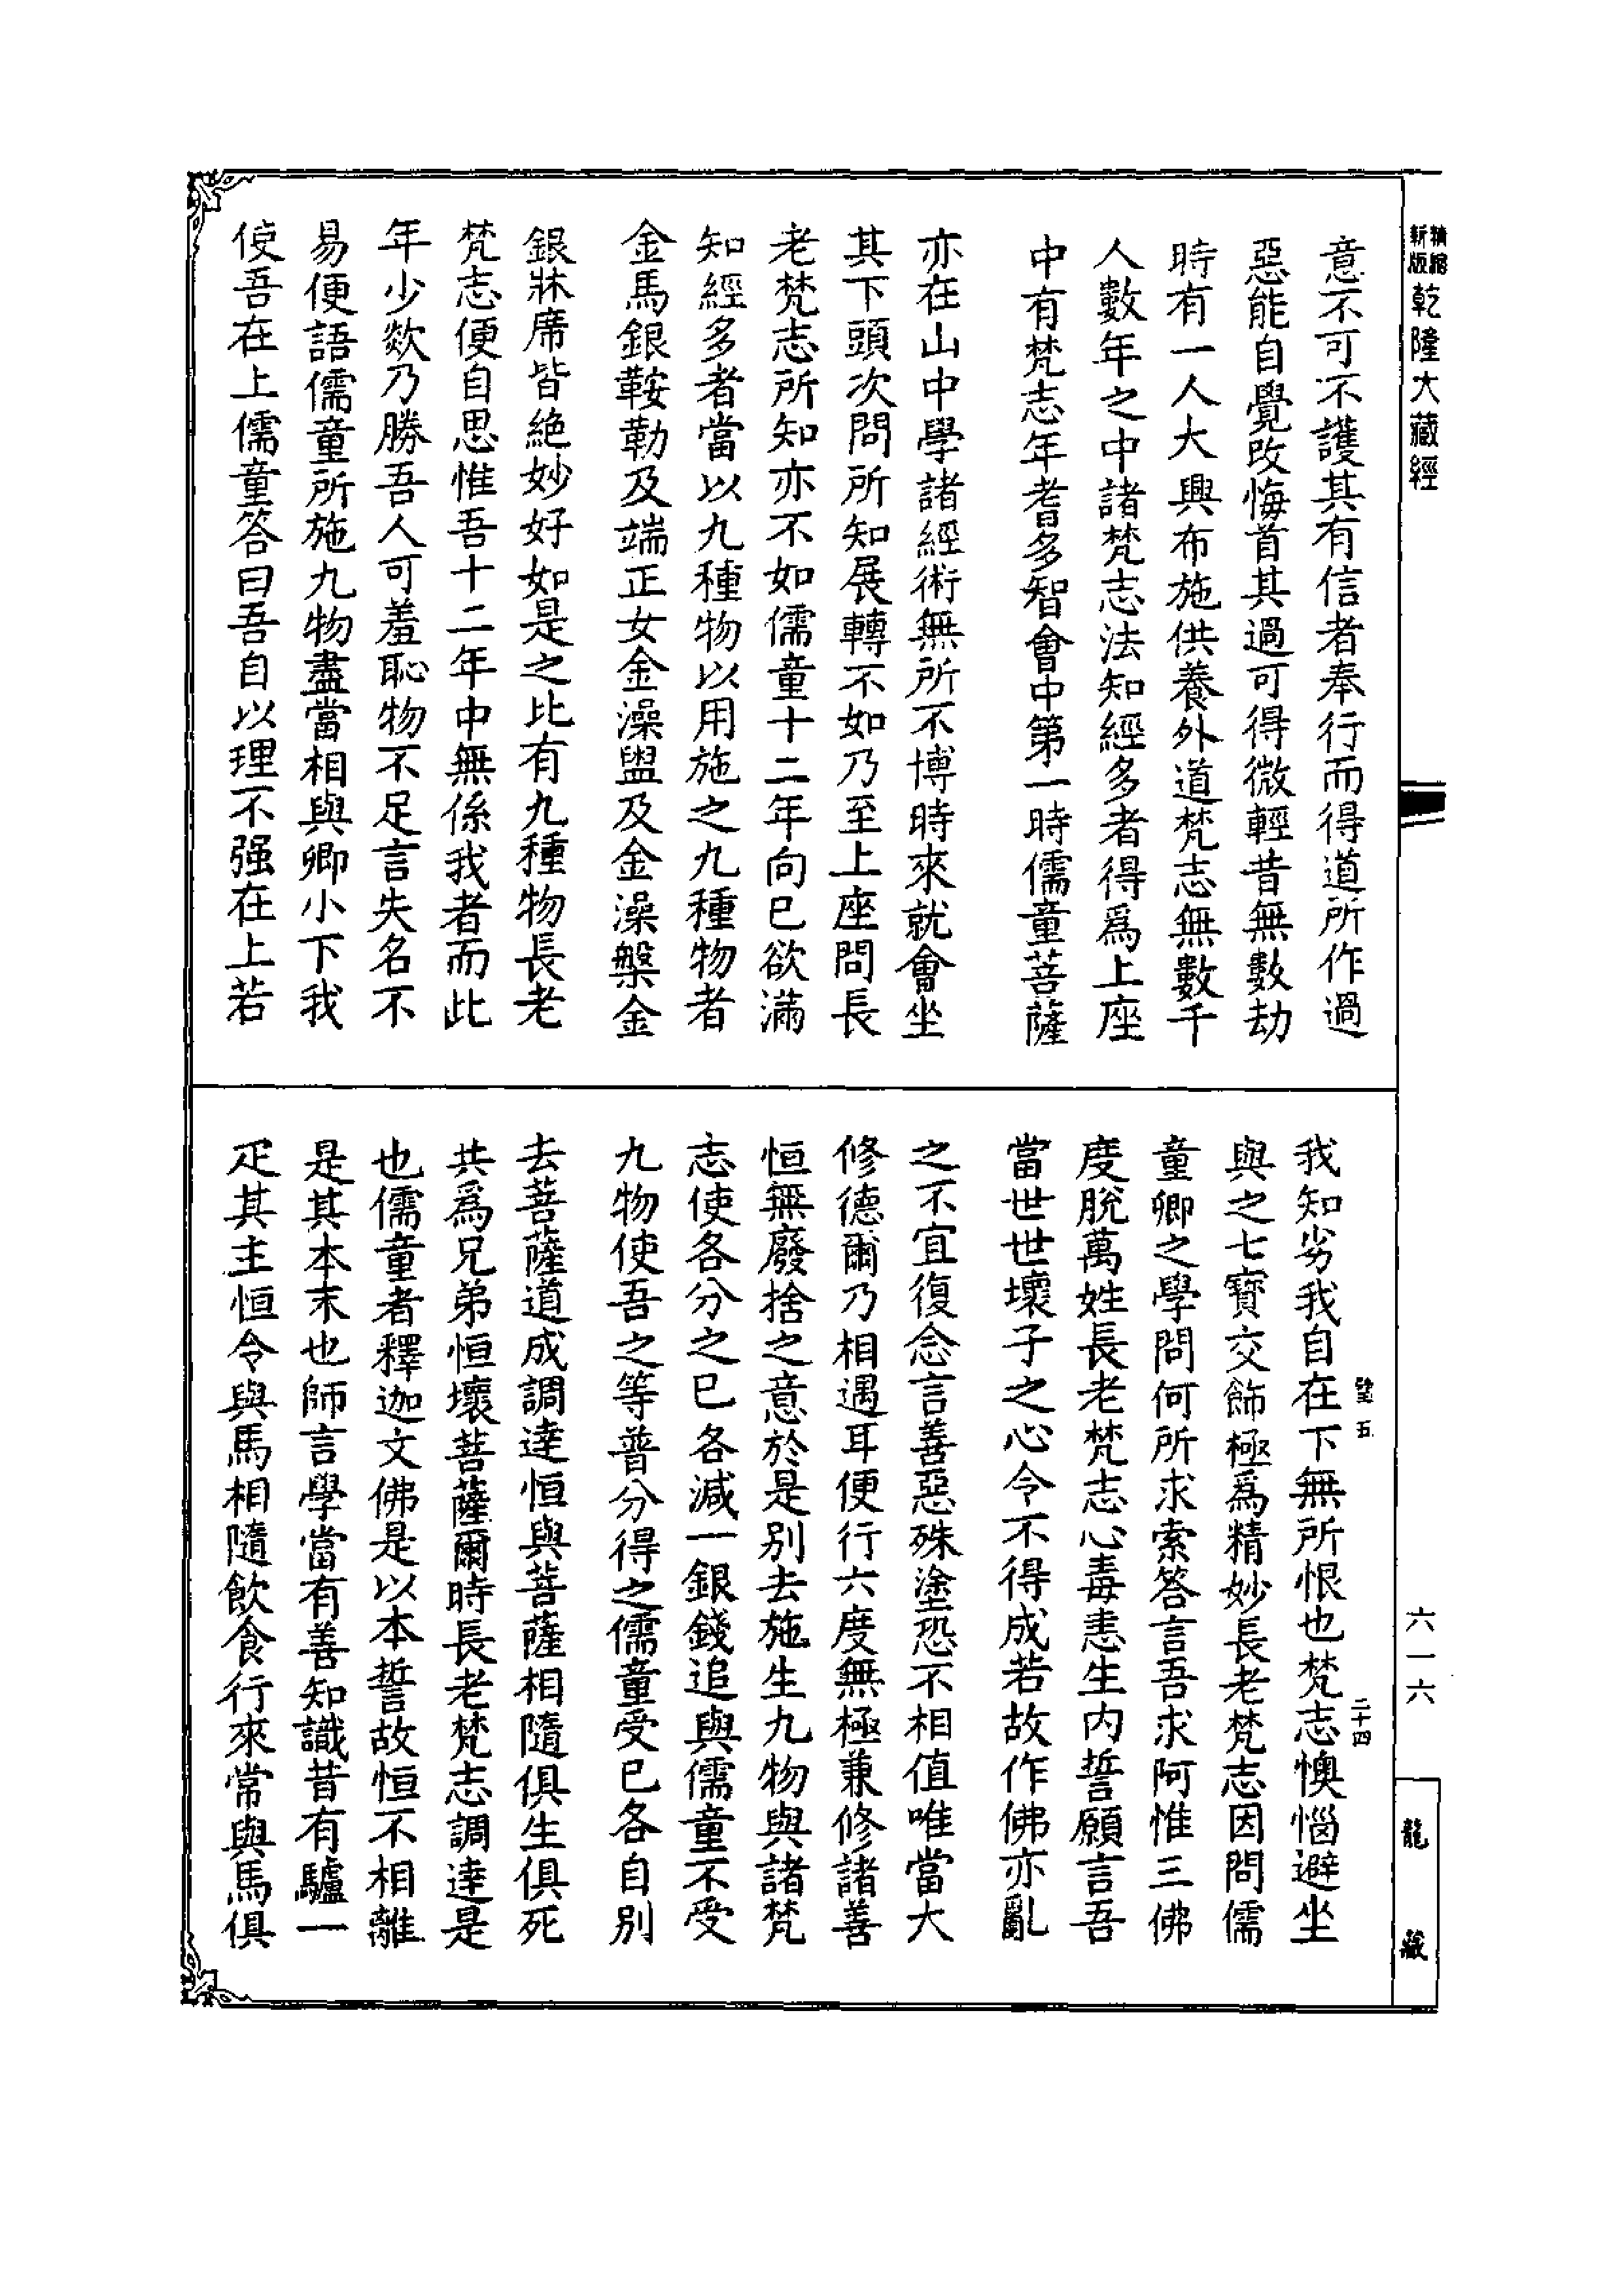 精縮
新版
乾隆大藏經
意不可不護其有信者奉行而得道所作過
惡能自覺改悔首其過可得微輕昔無數劫
時有一人大興布施供養外道梵志無數千
人數年之中諸梵志法知經多者得爲上座
中有梵志年耆多智會中第一時儒童菩薩
亦在山中學諸經術無所不博時來就會坐
其下頭次問所知展轉不如乃至上座問長
老梵志所知亦不如儒童十二年向已欲滿
知經多者當以九種物以用施之九種物者
金馬銀鞍勒及端正女金澡盥及金澡槃金
銀牀席皆絶妙好如是之比有九種物長老
梵志便自思惟吾十二年中無係我者而此
年少欻乃勝吾人可羞恥物不足言失名不
易便語儒童所施九物盡當相與卿小下我
使吾在上儒童答曰吾自以理不强在上若
我知劣我自在下無所恨也梵志懊惱避坐
與之七寶交飾極爲精妙長老梵志因問儒
童卿之學問何所求索答言吾求阿惟三佛
度脫萬姓長老梵志心毒恚生内誓願言吾
當世世壞子之心令不得成若故作佛亦亂
之不宜復念言善惡殊塗恐不相值唯當大
修德爾乃相遇耳便行六度無極兼修諸善
恒無廢捨之意於是别去施生九物與諸梵
志使各分之已各減一銀錢追與儒童不受
九物使吾之等普分得之儒童受已各自别
去菩薩道成調達恒與菩薩相隨俱生俱死
共爲兄弟恒壞菩薩爾時長老梵志調達是
也儒童者釋迦文佛是以本誓故恒不相離
是其本末也師言學當有善知識昔有驢一
疋其主恒令與馬相隨飲食行來常與馬俱
五
二十四
六一六
龍藏